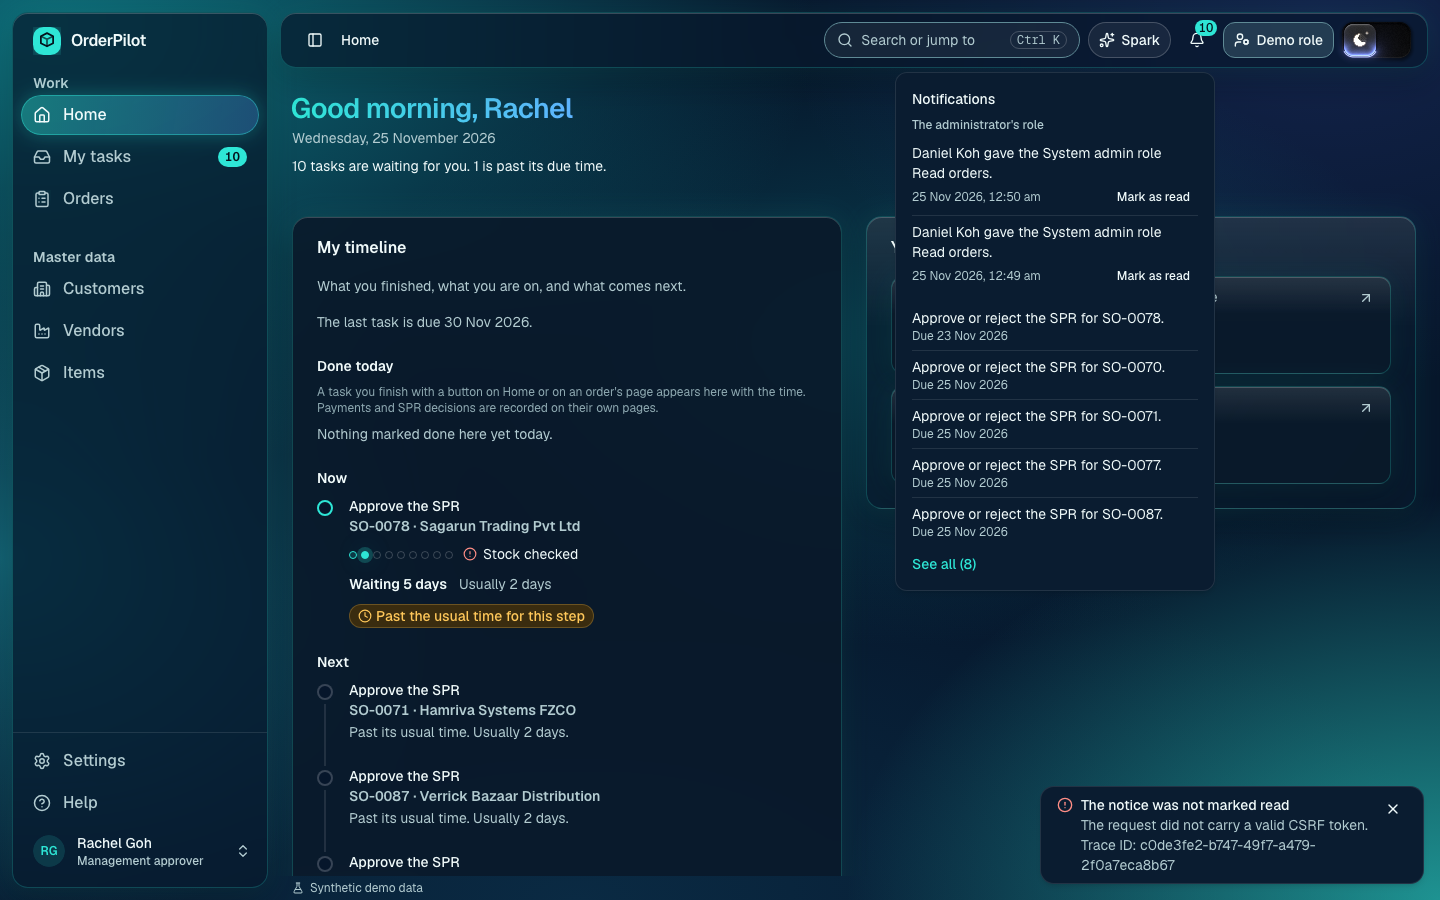 OrderPilot
Work
Home
My tasks
10
Orders
Master data
Customers
Vendors
Items
Settings
Help
RG
Rachel Goh
Management approver
Home
Search or jump to
Ctrl K
Spark
10
Demo role
Good morning, Rachel
Wednesday, 25 November 2026
10 tasks are waiting for you. 1 is past its due time.
My timeline
What you finished, what you are on, and what comes next.
The last task is due 30 Nov 2026.
Done today
A task you finish with a button on Home or on an order's page appears here with the time.
Payments and SPR decisions are recorded on their own pages.
Nothing marked done here yet today.
Now
Approve the SPR
SO-0078 · Sagarun Trading Pvt Ltd
Stock checked
Waiting 5 days Usually 2 days
Past the usual time for this step
Next
Approve the SPR
SO-0071 · Hamriva Systems FZCO
Past its usual time. Usually 2 days.
Approve the SPR
SO-0087 · Verrick Bazaar Distribution
Past its usual time. Usually 2 days.
Approve the SPR
Synthetic demo data
Notifications
The administrator's role
Daniel Koh gave the System admin role
Read orders.
25 Nov 2026, 12:50 am Mark as read
Daniel Koh gave the System admin role
Read orders.
25 Nov 2026, 12:49 am Mark as read
Approve or reject the SPR for SO-0078.
Due 23 Nov 2026
Approve or reject the SPR for SO-0070.
Due 25 Nov 2026
Approve or reject the SPR for SO-0071.
Due 25 Nov 2026
Approve or reject the SPR for SO-0077.
Due 25 Nov 2026
Approve or reject the SPR for SO-0087.
Due 25 Nov 2026
See all (8)
The notice was not marked read
The request did not carry a valid CSRF token.
Trace ID: c0de3fe2-b747-49f7-a479-
2f0a7eca8b67